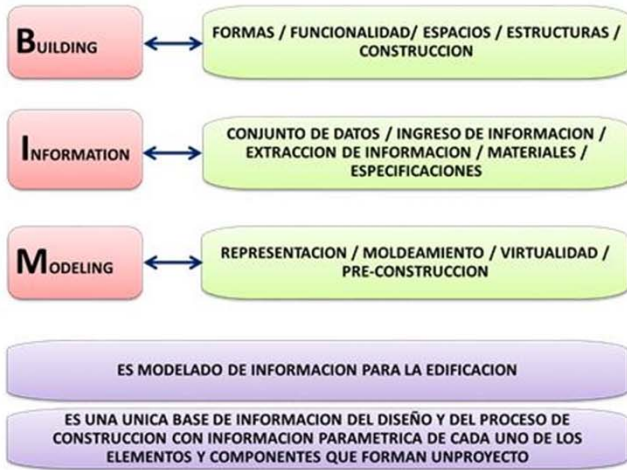 BUILDING
FORMAS / FUNCIONALIDAD/ ESPACIOS / ESTRUCTURAS /
CONSTRUCCION
INFORMATION
CONJUNTO DE DATOS / INGRESO DE INFORMACION /
EXTRACCION DE INFORMACION / MATERIALES /
ESPECIFICACIONES
MODELING
REPRESENTACION / MOLDEAMIENTO / VIRTUALIDAD /
PRE-CONSTRUCCION
ES MODELADO DE INFORMACION PARA LA EDIFICACION
ES UNA UNICA BASE DE INFORMACION DEL DISEÑO Y DEL PROCESO DE
CONSTRUCCION CON INFORMACION PARAMETRICA DE CADA UNO DE LOS
ELEMENTOS Y COMPONENTES QUE FORMAN UNPROYECTO